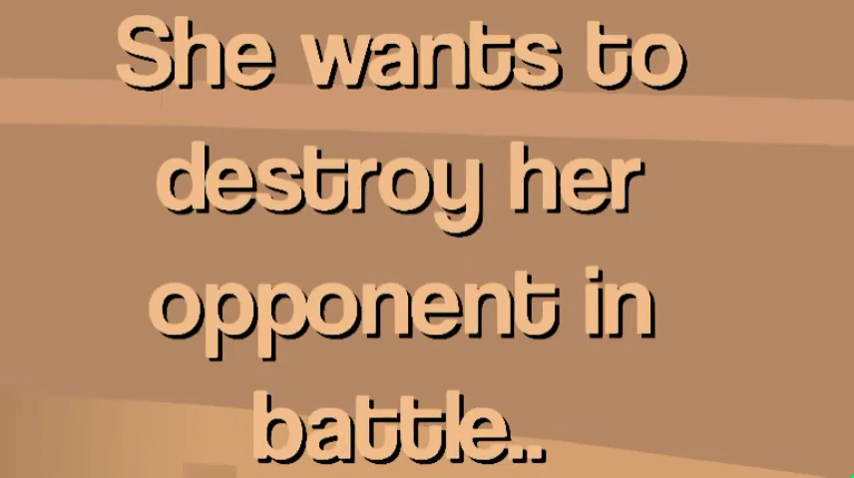 She wants to
destroy her
opponent in
battle..